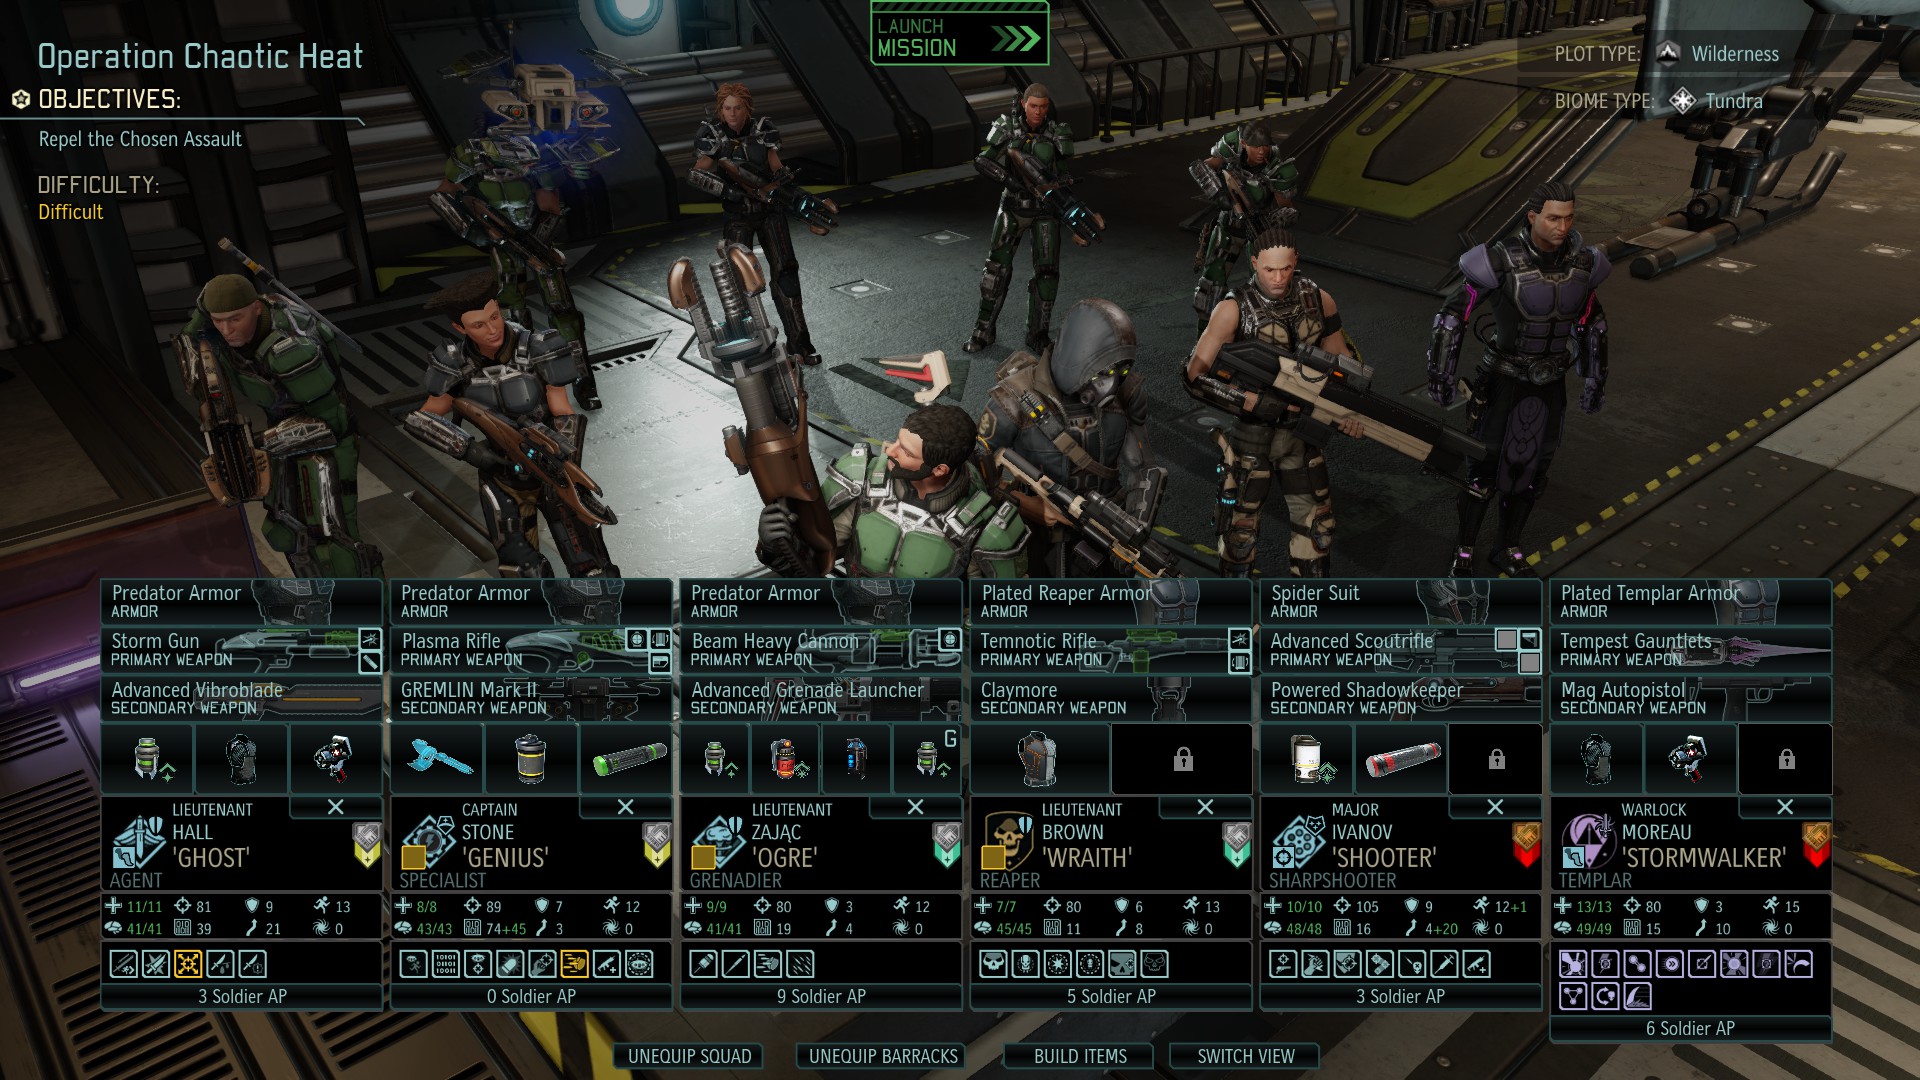 LAUNCH
MISSION
Operation Chaotic Heat
OBJECTIVES:
Repel the Chosen Assault
DIFFICULTY:
Difficult
PLOT TYPE: Wilderness
BIOME TYPE: Tundra
Predator Armor
ARMOR
Storm Gun
PRIMARY WEAPON
Advanced Vibroblade
SECONDARY WEAPON
LIEUTENANT
HALL
'GHOST'
AGENT
11/11 81 9 13
41/41 39 21 0
3 Soldier AP
Predator Armor
ARMOR
Plasma Rifle
PRIMARY WEAPON
GREMLIN Mark II
SECONDARY WEAPON
CAPTAIN
STONE
'GENIUS'
SPECIALIST
8/8 89 7 12
43/43 74+45 3 0
0 Soldier AP
Predator Armor
ARMOR
Beam Heavy Cannon
PRIMARY WEAPON
Advanced Grenade Launcher
SECONDARY WEAPON
G
LIEUTENANT
ZAJĄC
'OGRE'
GRENADIER
9/9 80 3 12
41/41 19 4 0
9 Soldier AP
Plated Reaper Armor
ARMOR
Temnotic Rifle
PRIMARY WEAPON
Claymore
SECONDARY WEAPON
LIEUTENANT
BROWN
'WRAITH'
REAPER
7/7 80 6 13
45/45 11 8 0
5 Soldier AP
Spider Suit
ARMOR
Advanced Scoutrifle
PRIMARY WEAPON
Powered Shadowkeeper
SECONDARY WEAPON
MAJOR
IVANOV
'SHOOTER'
SHARPSHOOTER
10/10 105 9 12+1
48/48 16 4+20 0
3 Soldier AP
Plated Templar Armor
ARMOR
Tempest Gauntlets
PRIMARY WEAPON
Mag Autopistol
SECONDARY WEAPON
WARLOCK
MOREAU
'STORMWALKER'
TEMPLAR
13/13 80 3 15
49/49 15 10 0
6 Soldier AP
UNEQUIP SQUAD
UNEQUIP BARRACKS
BUILD ITEMS
SWITCH VIEW